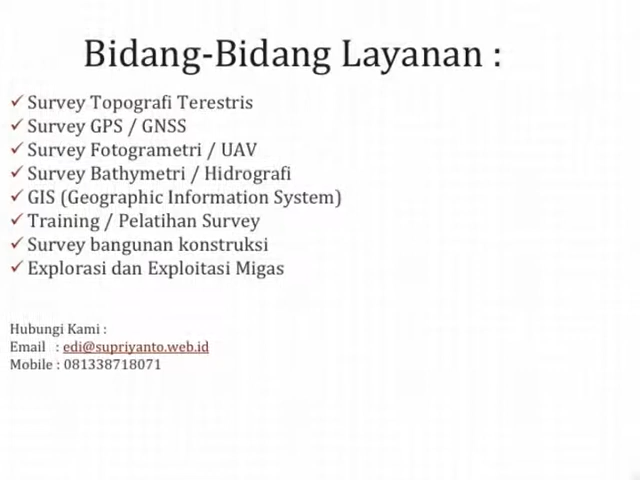 Bidang-Bidang Layanan :
✓ Survey Topografi Terestris
✓ Survey GPS / GNSS
✓ Survey Fotogrametri / UAV
✓ Survey Bathymetri / Hidrografi
✓ GIS (Geographic Information System)
✓ Training / Pelatihan Survey
✓ Survey bangunan konstruksi
✓ Explorasi dan Exploitasi Migas
Hubungi Kami :
Email : edi@supriyanto.web.id
Mobile : 081338718071